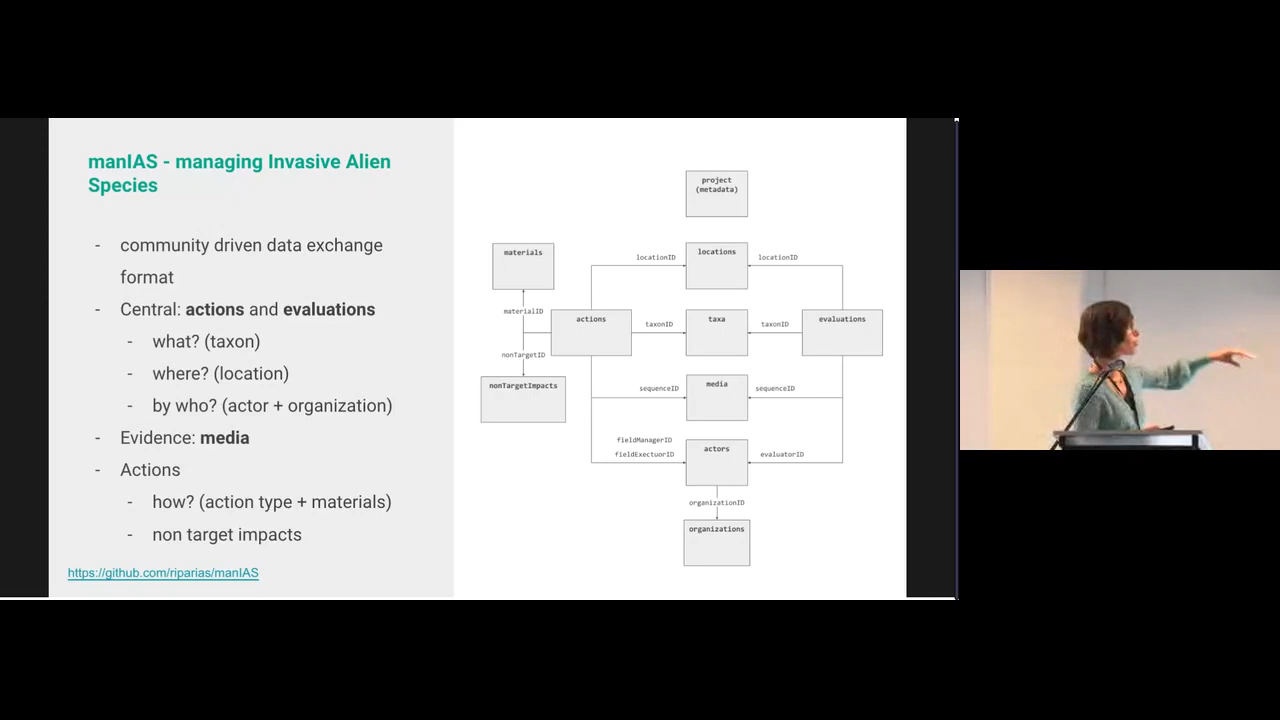 manIAS - managing Invasive Alien
Species
- community driven data exchange
format
- Central: actions and evaluations
- what? (taxon)
- where? (location)
- by who? (actor + organization)
- Evidence: media
- Actions
- how? (action type + materials)
- non target impacts
https://github.com/riparias/manIAS
project
(metadata)
materials
locationID
locations
locationID
materialID
actions
taxonID
taxa
taxonID
evaluations
nonTargetID
nonTargetImpacts
sequenceID
media
sequenceID
fieldManagerID
fieldExectuorID
actors
evaluatorID
organizationID
organizations